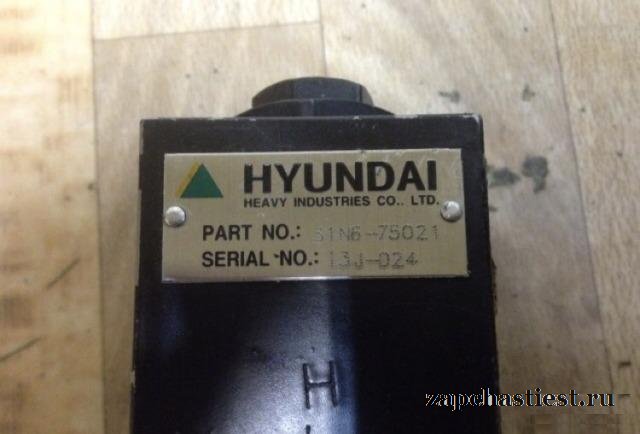 HYUNDAI
HEAVY INDUSTRIES CO., LTD.
PART NO.: 31N6-75021
SERIAL NO.: 13J-024
H
zapchastiest.ru